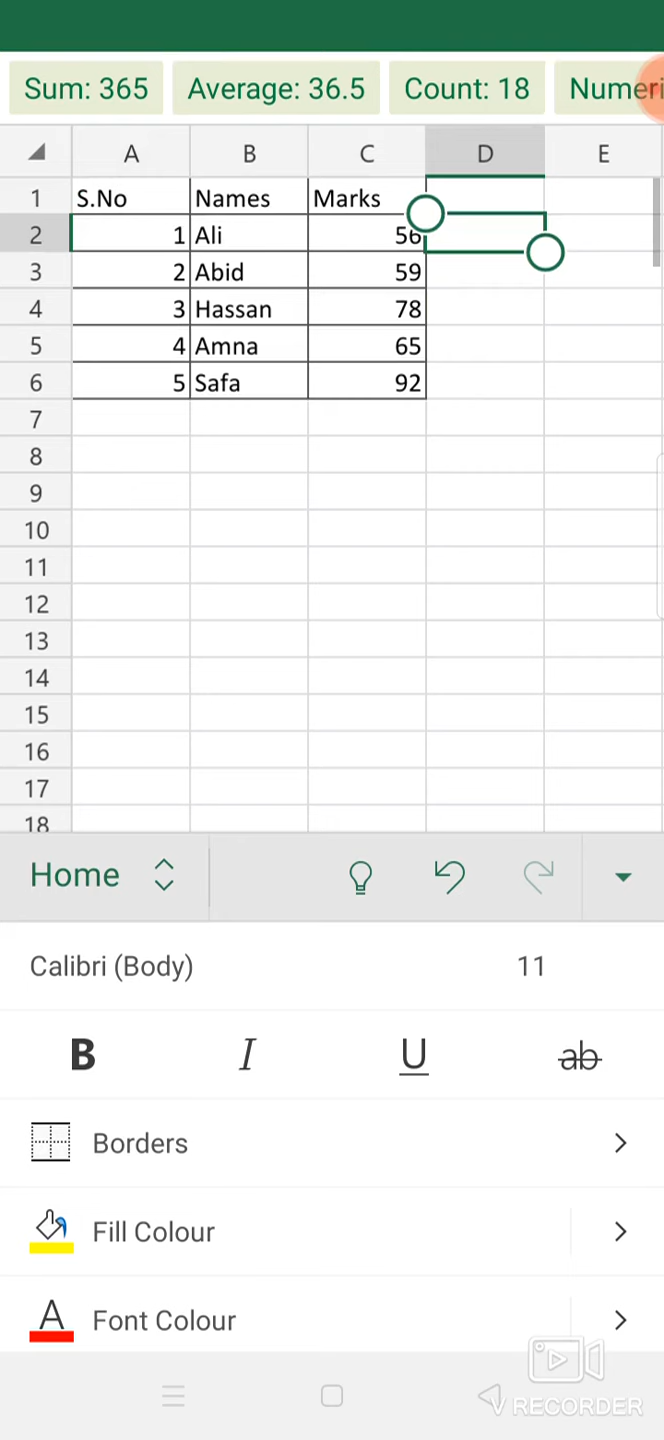 Sum: 365 Average: 36.5 Count: 18
A B C D E
1 S.No Names Marks
2 1 Ali 56
3 2 Abid 59
4 3 Hassan 78
5 4 Amna 65
6 5 Safa 92
7
8
9
10
11
12
13
14
15
16
17
18
Home
Calibri (Body) 11
B I U ab
Borders
Fill Colour
A Font Colour
RECORDER